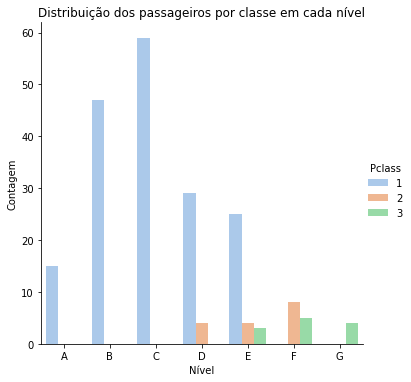 Distribuição dos passageiros por classe em cada nível
60
50
40
30
20
10
0
Contagem
A B C D E F G
Nível
Pclass
1
2
3